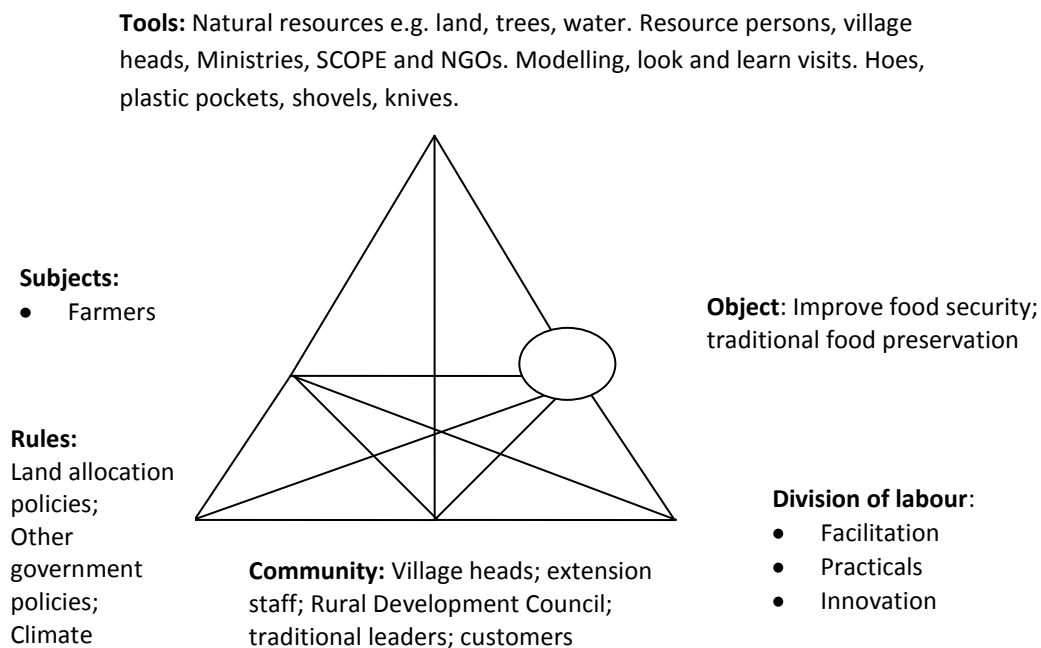 Tools: Natural resources e.g. land, trees, water. Resource persons, village
heads, Ministries, SCOPE and NGOs. Modelling, look and learn visits. Hoes,
plastic pockets, shovels, knives.
Subjects:
• Farmers
Object: Improve food security;
traditional food preservation
Rules:
Land allocation
policies;
Other
government
policies;
Climate
Community: Village heads; extension
staff; Rural Development Council;
traditional leaders; customers
Division of labour:
• Facilitation
• Practicals
• Innovation